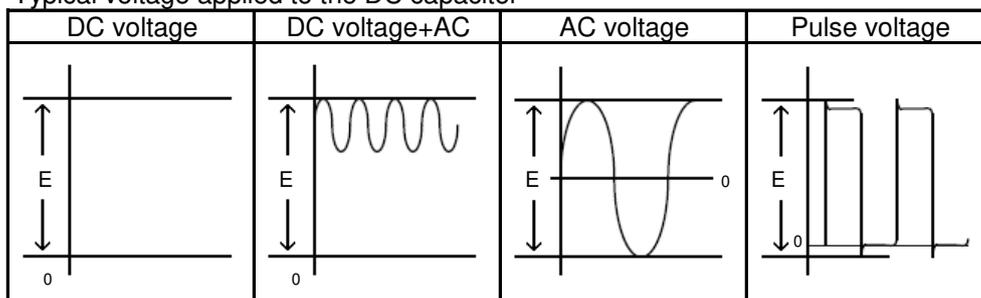 Typical voltage applied to the DC capacitor
DC voltage DC voltage+AC AC voltage Pulse voltage
E E E 0 E 0
0 0